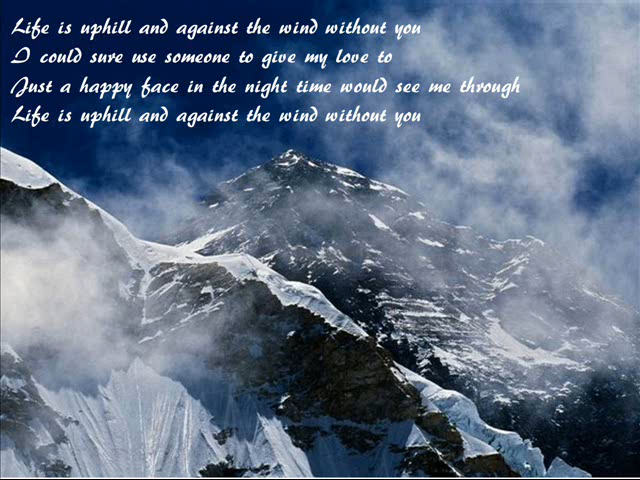 Life is uphill and against the wind without you
I could sure use someone to give my love to
Just a happy face in the night time would see me through
Life is uphill and against the wind without you